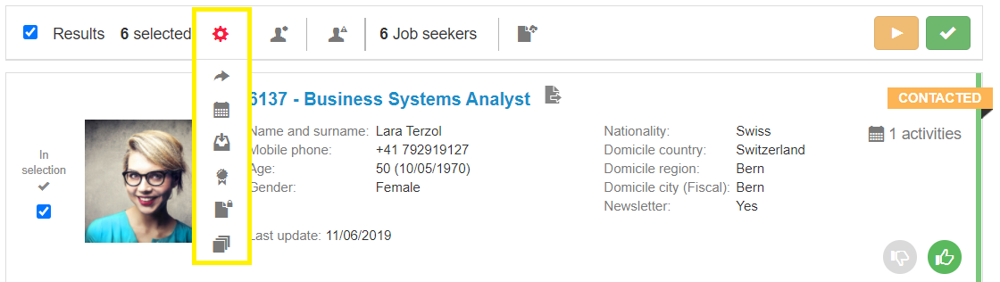 Results 6 selected 6 Job seekers
6137 - Business Systems Analyst
CONTACTED
In
selection
Name and surname: Lara Terzol
Mobile phone: +41 792919127
Age: 50 (10/05/1970)
Gender: Female
Last update: 11/06/2019
Nationality: Swiss
Domicile country: Switzerland
Domicile region: Bern
Domicile city (Fiscal): Bern
Newsletter: Yes
1 activities